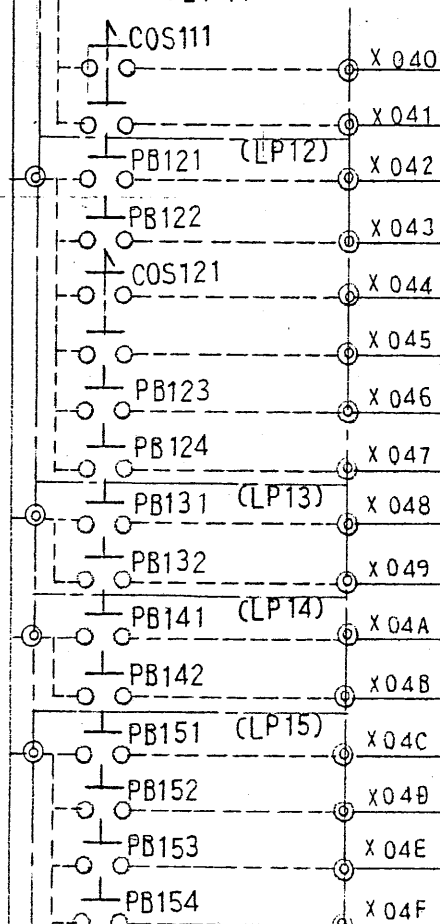 COS111
X 040
X 041
(LP12)
PB121
X 042
PB122
X 043
COS121
X 044
X 045
PB123
X 046
PB124
X 047
(LP13)
PB131
X 048
PB132
X 049
(LP14)
PB141
X 04A
PB142
X 04B
(LP15)
PB151
X 04C
PB152
X 04D
PB153
X 04E
PB154
X 04F